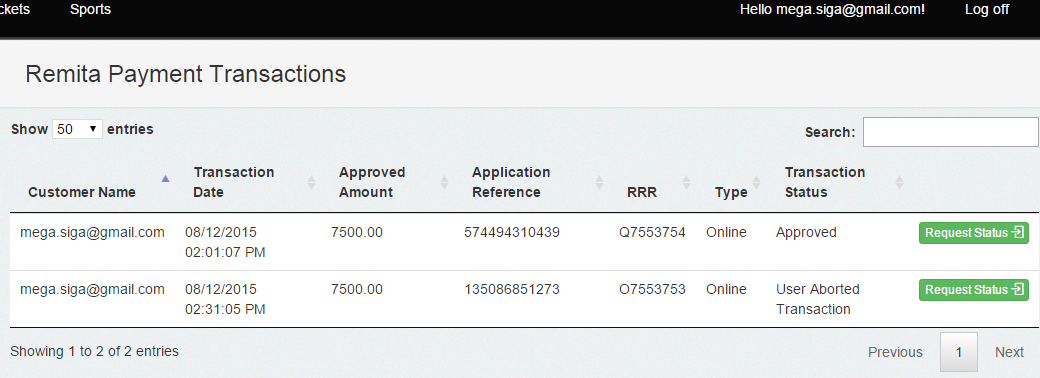 ckets Sports Hello mega.siga@gmail.com! Log off
Remita Payment Transactions
Show 50 entries Search:
Customer Name Transaction Date Approved Amount Application Reference RRR Type Transaction Status
mega.siga@gmail.com 08/12/2015 02:01:07 PM 7500.00 574494310439 Q7553754 Online Approved Request Status
mega.siga@gmail.com 08/12/2015 02:31:05 PM 7500.00 135086851273 O7553753 Online User Aborted Transaction Request Status
Showing 1 to 2 of 2 entries Previous 1 Next